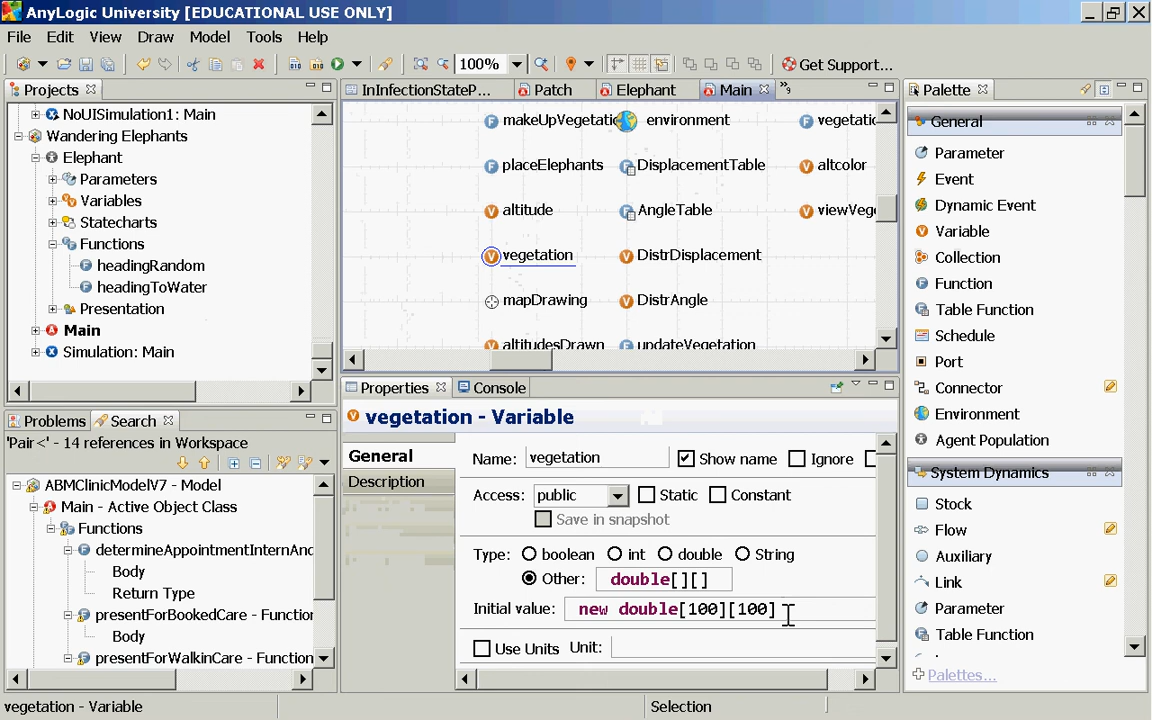 AnyLogic University [EDUCATIONAL USE ONLY]
File Edit View Draw Model Tools Help
100% Get Support...
Projects
NoUISimulation1: Main
Wandering Elephants
Elephant
Parameters
Variables
Statecharts
Functions
headingRandom
headingToWater
Presentation
Main
Simulation: Main
Problems Search
'Pair<' - 14 references in Workspace
ABMClinicModelV7 - Model
Main - Active Object Class
Functions
determineAppointmentInternAnc
Body
Return Type
presentForBookedCare - Function
Body
presentForWalkinCare - Function
InInfectionStateP... Patch Elephant Main »9
makeUpVegetatio environment vegetatio
placeElephants DisplacementTable altcolor
altitude AngleTable viewVege
vegetation DistrDisplacement
mapDrawing DistrAngle
altitudesDrawn updateVegetation
Properties Console
vegetation - Variable
General
Description
Name: vegetation Show name Ignore
Access: public Static Constant
Save in snapshot
Type: boolean int double String
Other: double[][]
Initial value: new double[100][100]
Use Units Unit:
Palette
General
Parameter
Event
Dynamic Event
Variable
Collection
Function
Table Function
Schedule
Port
Connector
Environment
Agent Population
System Dynamics
Stock
Flow
Auxiliary
Link
Parameter
Table Function
Palettes...
vegetation - Variable Selection